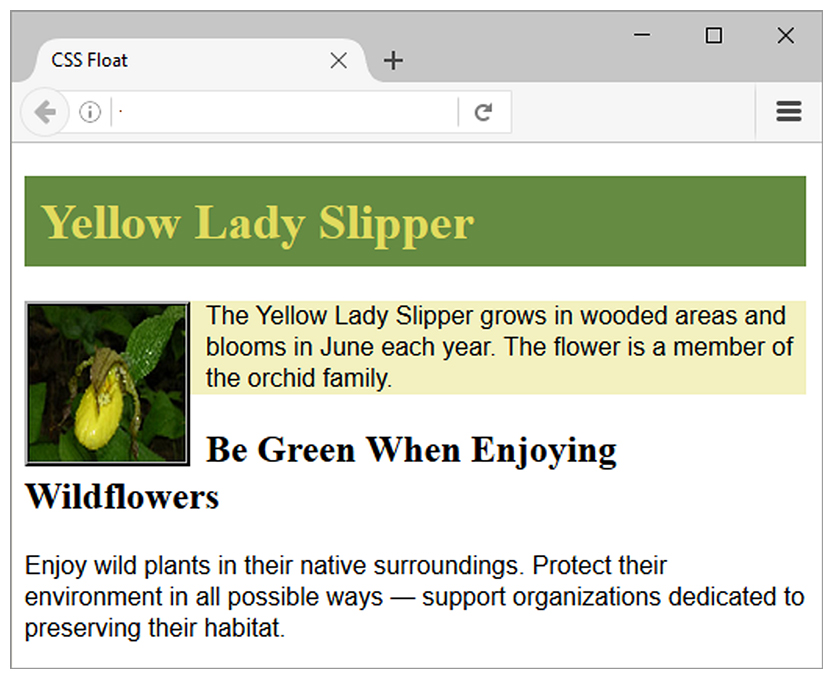 CSS Float
Yellow Lady Slipper
The Yellow Lady Slipper grows in wooded areas and
blooms in June each year. The flower is a member of
the orchid family.
Be Green When Enjoying
Wildflowers
Enjoy wild plants in their native surroundings. Protect their
environment in all possible ways — support organizations dedicated to
preserving their habitat.